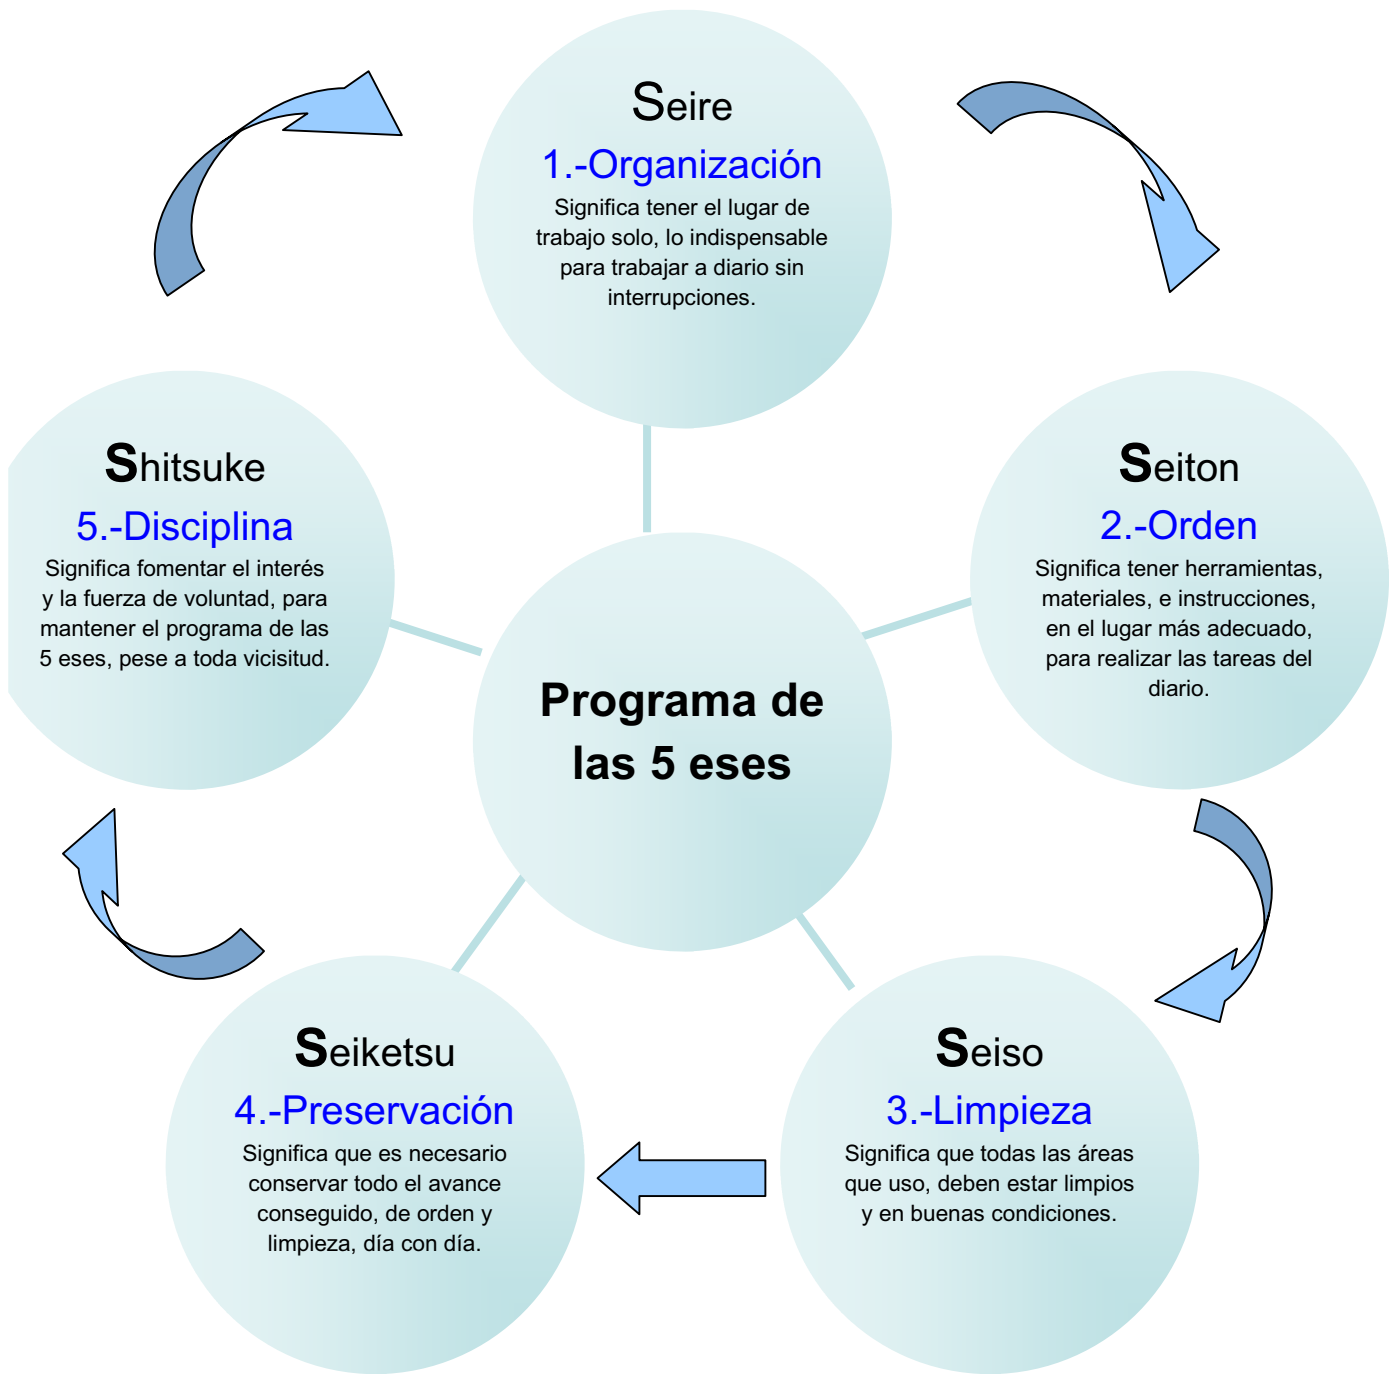 Seire
1.-Organización
Significa tener el lugar de
trabajo solo, lo indispensable
para trabajar a diario sin
interrupciones.
Seiton
2.-Orden
Significa tener herramientas,
materiales, e instrucciones,
en el lugar más adecuado,
para realizar las tareas del
diario.
Seiso
3.-Limpieza
Significa que todas las áreas
que uso, deben estar limpios
y en buenas condiciones.
Seiketsu
4.-Preservación
Significa que es necesario
conservar todo el avance
conseguido, de orden y
limpieza, día con día.
Shitsuke
5.-Disciplina
Significa fomentar el interés
y la fuerza de voluntad, para
mantener el programa de las
5 eses, pese a toda vicisitud.
Programa de
las 5 eses